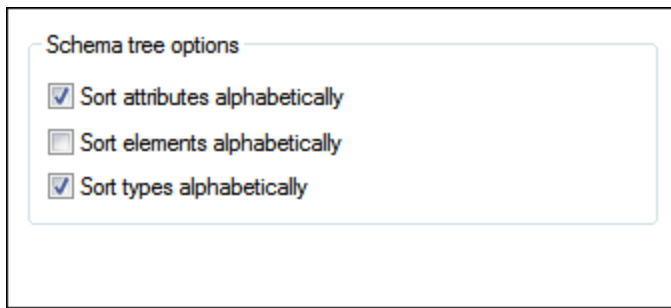 Schema tree options
Sort attributes alphabetically
Sort elements alphabetically
Sort types alphabetically